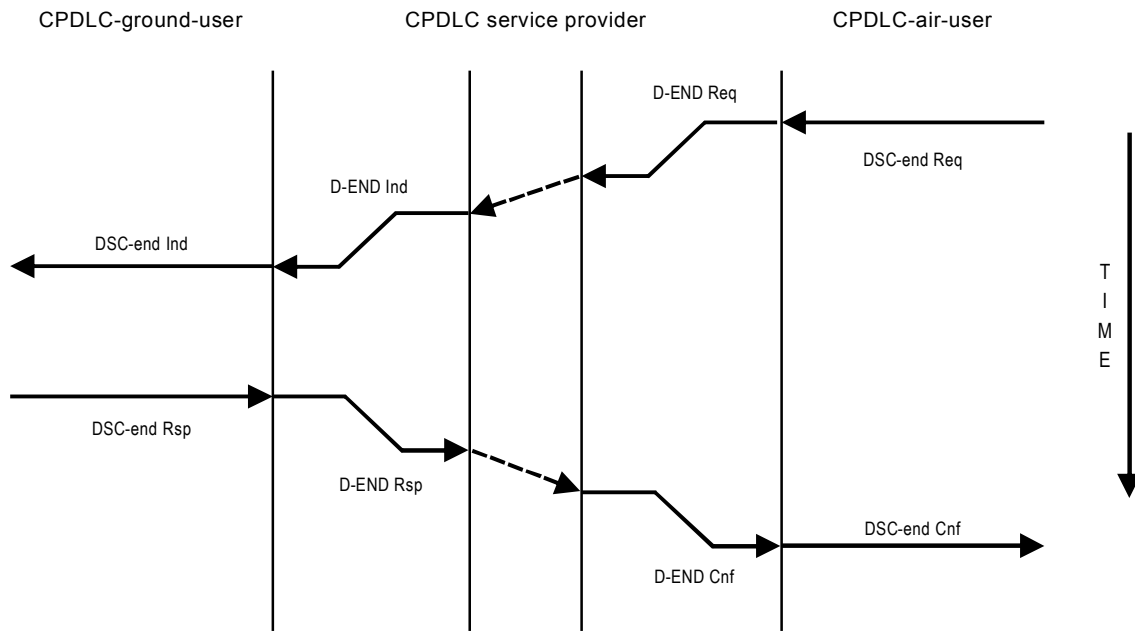 CPDLC-ground-user
CPDLC service provider
CPDLC-air-user
D-END Req
DSC-end Req
D-END Ind
DSC-end Ind
T
I
M
E
DSC-end Rsp
D-END Rsp
DSC-end Cnf
D-END Cnf